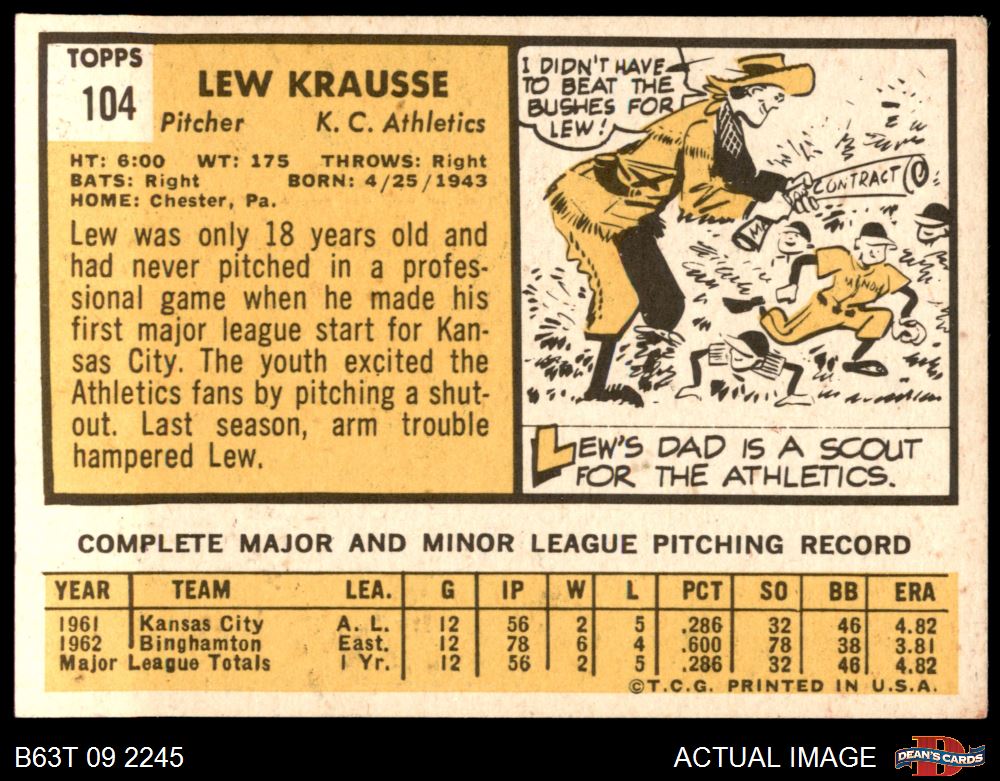 TOPPS
104
LEW KRAUSSE
Pitcher K. C. Athletics
HT: 6:00 WT: 175 THROWS: Right
BATS: Right BORN: 4/25/1943
HOME: Chester, Pa.
Lew was only 18 years old and
had never pitched in a profes-
sional game when he made his
first major league start for Kan-
sas City. The youth excited the
Athletics fans by pitching a shut-
out. Last season, arm trouble
hampered Lew.
I DIDN'T HAVE
TO BEAT THE
BUSHES FOR
LEW!
CONTRACT
M
LEW'S DAD IS A SCOUT
FOR THE ATHLETICS.
COMPLETE MAJOR AND MINOR LEAGUE PITCHING RECORD
YEAR TEAM LEA. G IP W L PCT SO BB ERA
1961 Kansas City A. L. 12 56 2 5 .286 32 46 4.82
1962 Binghamton East. 12 78 6 4 .600 78 38 3.81
Major League Totals 1 Yr. 12 56 2 5 .286 32 46 4.82
©T.C.G. PRINTED IN U.S.A.
B63T 09 2245 ACTUAL IMAGE
D
DEAN'S CARDS